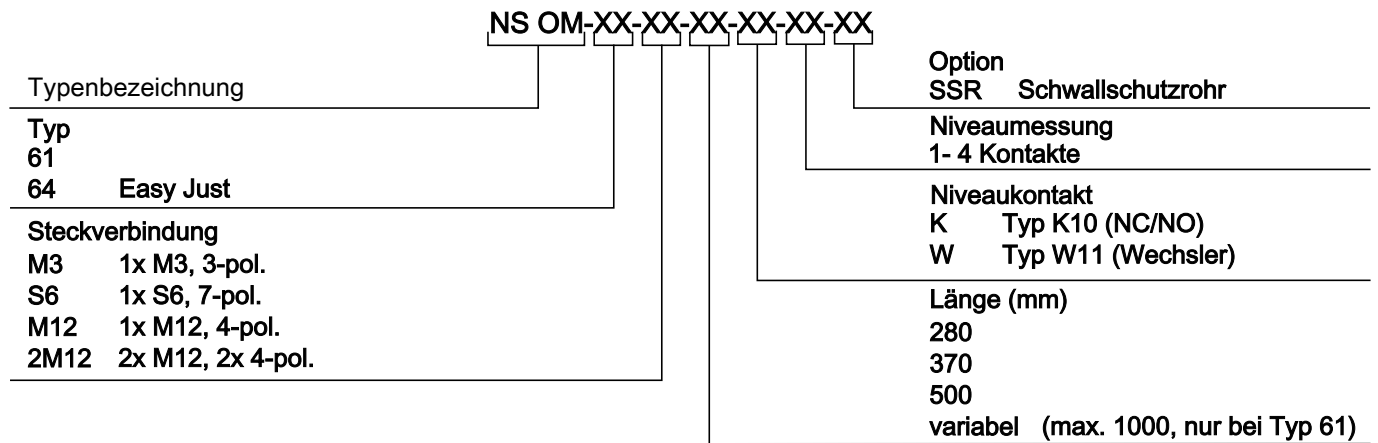 NS OM-XX-XX-XX-XX-XX-XX
Typenbezeichnung
Typ
61
64 Easy Just
Steckverbindung
M3 1x M3, 3-pol.
S6 1x S6, 7-pol.
M12 1x M12, 4-pol.
2M12 2x M12, 2x 4-pol.
Option
SSR Schwallschutzrohr
Niveaumessung
1- 4 Kontakte
Niveaukontakt
K Typ K10 (NC/NO)
W Typ W11 (Wechsler)
Länge (mm)
280
370
500
variabel (max. 1000, nur bei Typ 61)